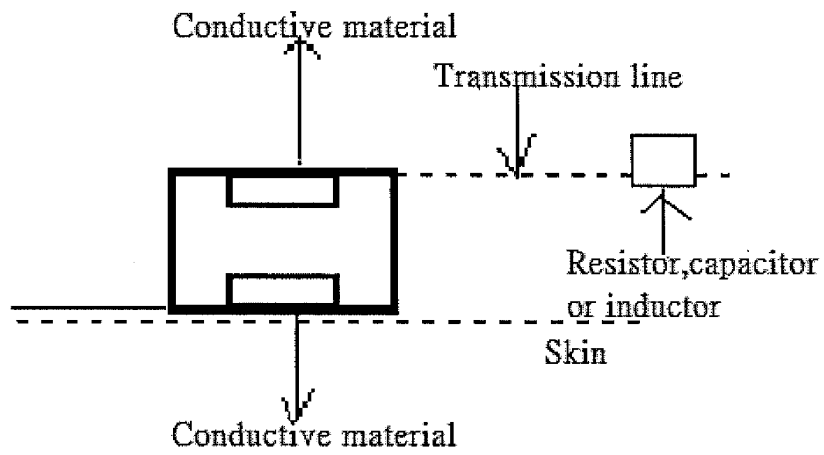 Conductive material
Transmission line
Resistor,capacitor
or inductor
Skin
Conductive material